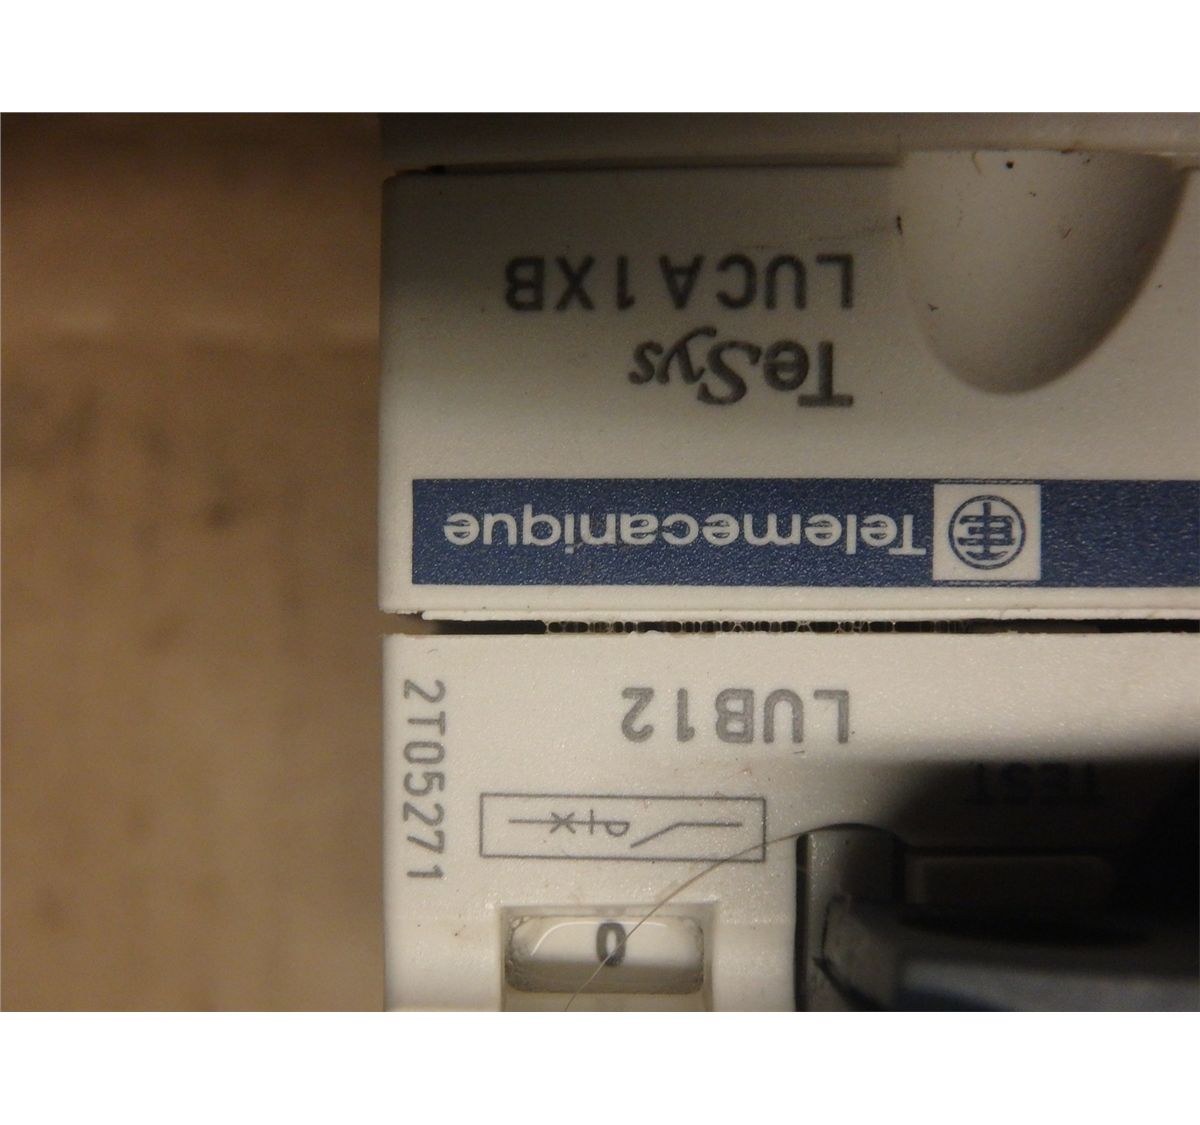 0
TEST
2T05271
LUB12
Telemecanique
TeSys
LUCA1XB